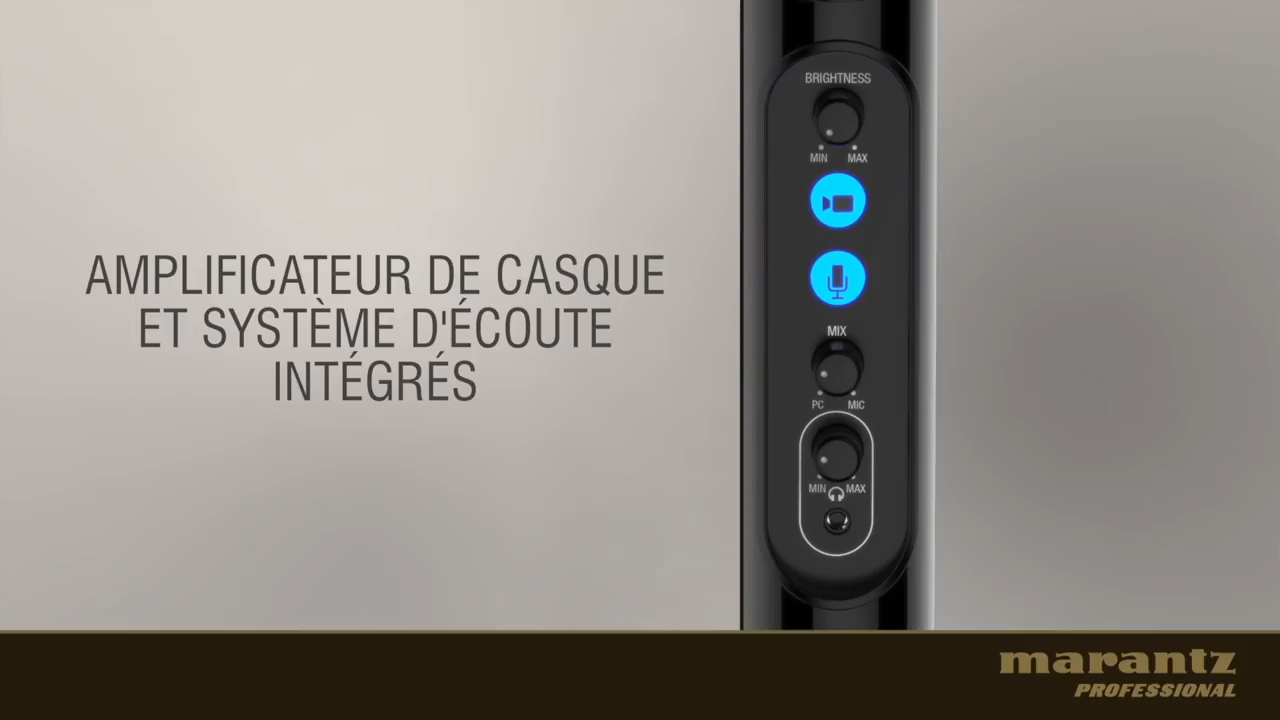 AMPLIFICATEUR DE CASQUE
ET SYSTÈME D'ÉCOUTE
INTÉGRÉS
BRIGHTNESS
MIN MAX
MIX
PC MIC
MIN MAX
marantz
PROFESSIONAL